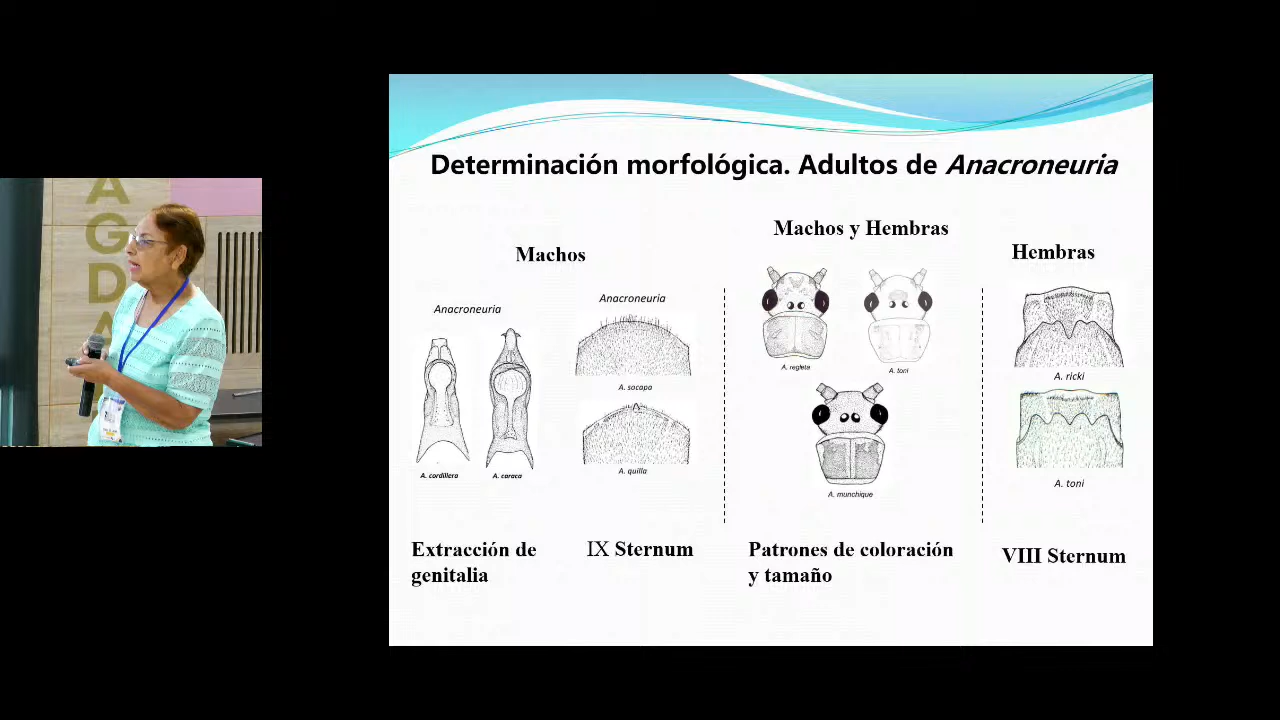 A
G
D
A
Determinación morfológica. Adultos de Anacroneuria
Machos
Machos y Hembras
Hembras
Anacroneuria
Anacroneuria
A. cordillera
A. caraca
A. socapa
A. quilla
A. regleta
A. toni
A. munchique
A. ricki
A. toni
Extracción de
genitalia
IX Sternum
Patrones de coloración
y tamaño
VIII Sternum